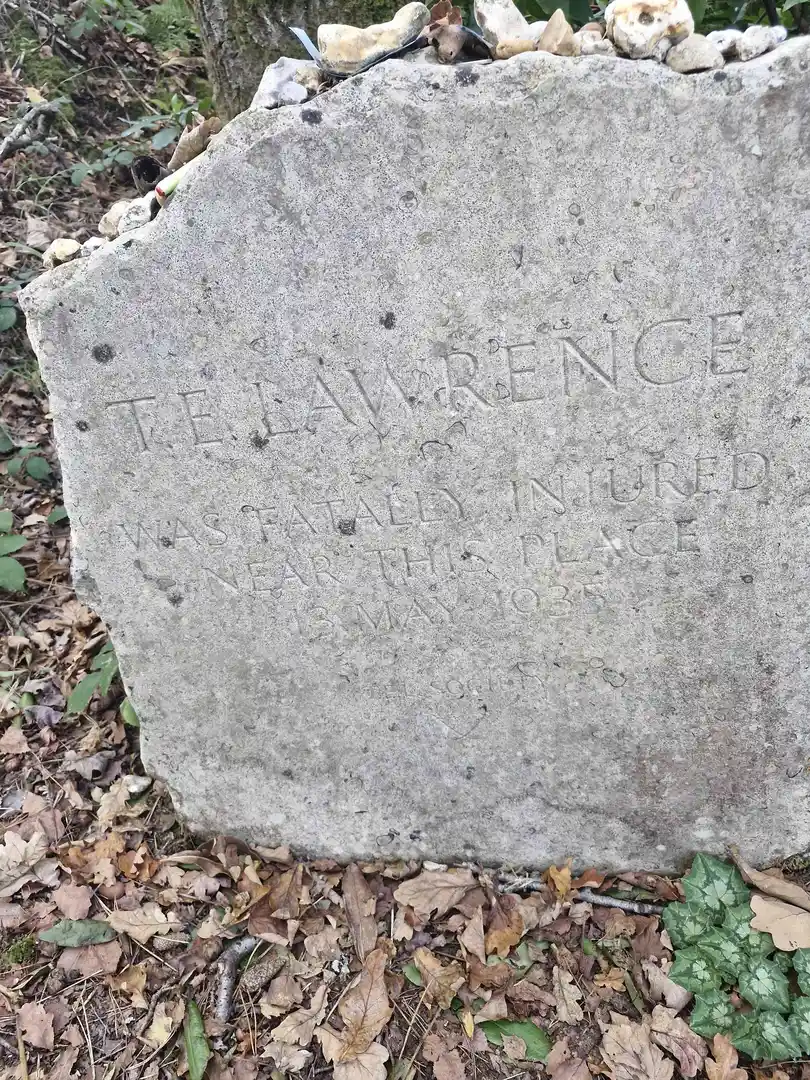 T. E. LAWRENCE
WAS FATALLY INJURED
NEAR THIS PLACE
13 MAY 1935